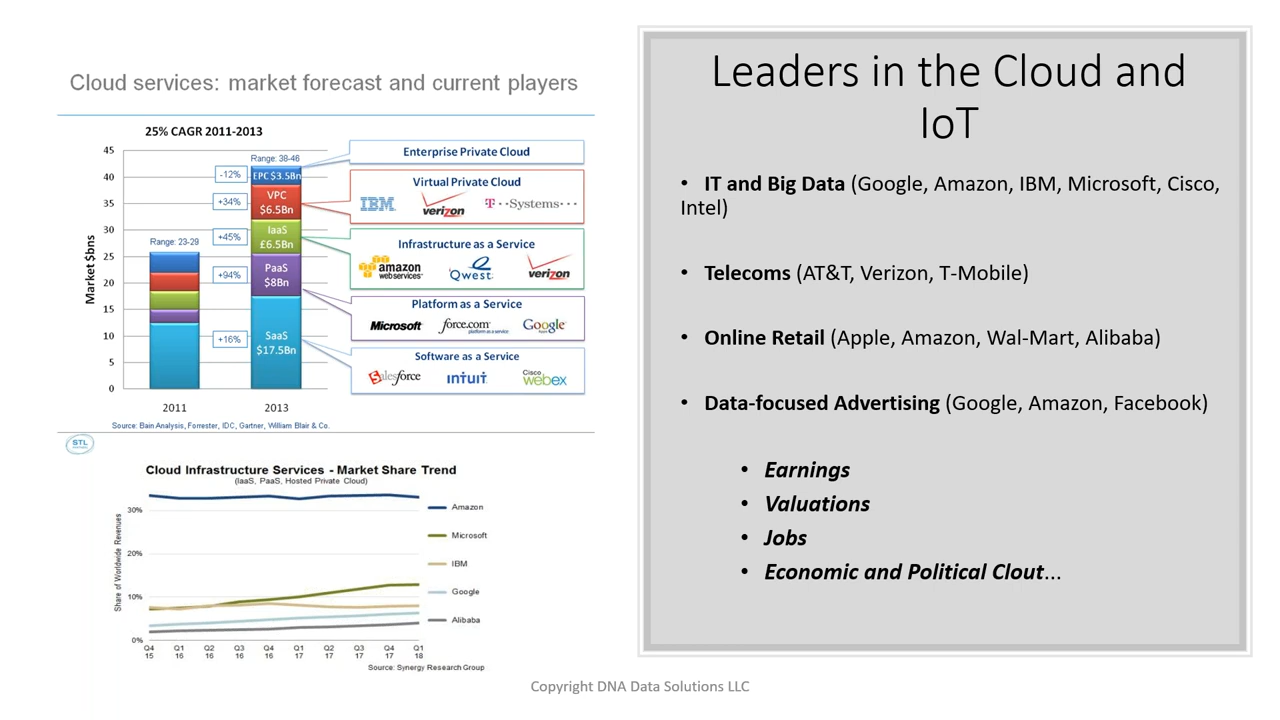 Cloud services: market forecast and current players
25% CAGR 2011-2013
Market $bns
45
40
35
30
25
20
15
10
5
0
Range: 23-29
Range: 38-46
-12%
+34%
+45%
+94%
+16%
EPC $3.5Bn
VPC
$6.5Bn
IaaS
£6.5Bn
PaaS
$8Bn
SaaS
$17.5Bn
2011
2013
Enterprise Private Cloud
Virtual Private Cloud
IBM
verizon
T··Systems···
Infrastructure as a Service
amazon
webservices
Qwest
verizon
Platform as a Service
Microsoft
force.com
platform as a service
Google
Apps
Software as a Service
Salesforce
INTUIT
Cisco
webex
Source: Bain Analysis, Forrester, IDC, Gartner, William Blair & Co.
STL
Cloud Infrastructure Services - Market Share Trend
(IaaS, PaaS, Hosted Private Cloud)
Share of Worldwide Revenues
30%
20%
10%
0%
Q4 Q1 Q2 Q3 Q4 Q1 Q2 Q3 Q4 Q1
15 16 16 16 16 17 17 17 17 18
Amazon
Microsoft
IBM
Google
Alibaba
Source: Synergy Research Group
Leaders in the Cloud and
IoT
• IT and Big Data (Google, Amazon, IBM, Microsoft, Cisco,
Intel)
• Telecoms (AT&T, Verizon, T-Mobile)
• Online Retail (Apple, Amazon, Wal-Mart, Alibaba)
• Data-focused Advertising (Google, Amazon, Facebook)
• Earnings
• Valuations
• Jobs
• Economic and Political Clout...
Copyright DNA Data Solutions LLC